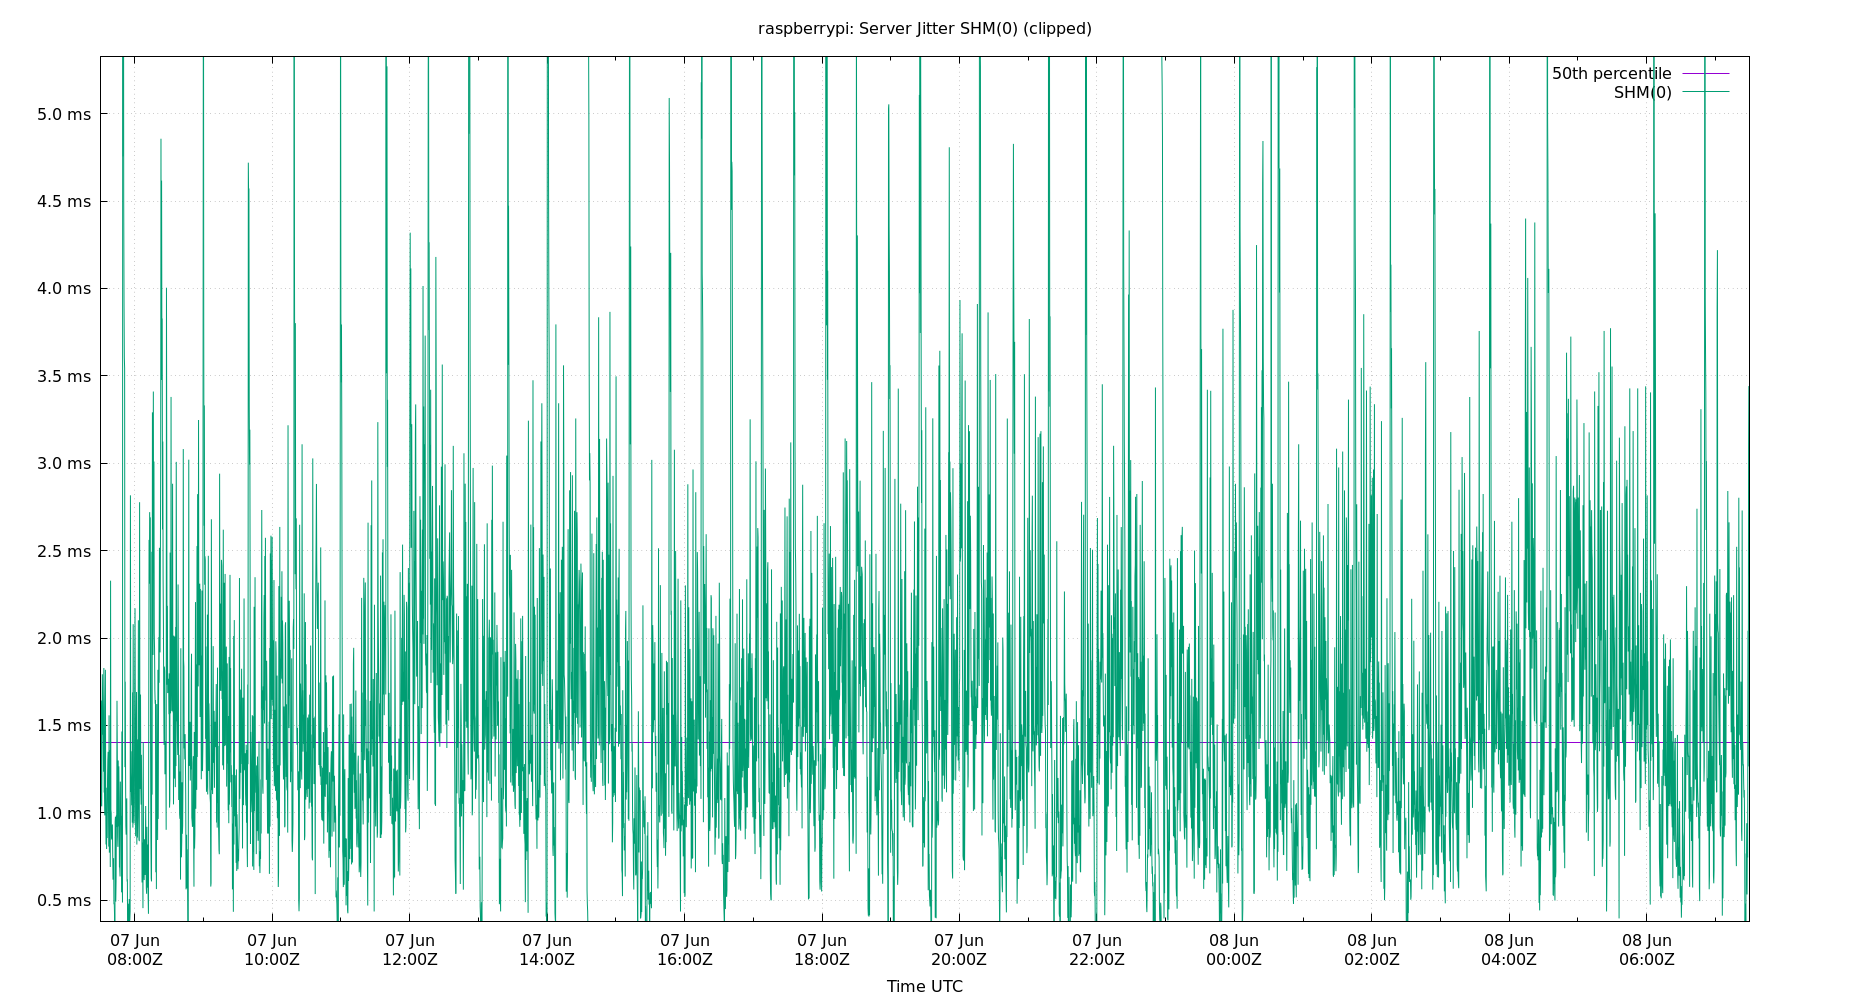 raspberrypi: Server Jitter SHM(0) (clipped)
50th percentile
SHM(0)
5.0 ms
4.5 ms
4.0 ms
3.5 ms
3.0 ms
2.5 ms
2.0 ms
1.5 ms
1.0 ms
0.5 ms
07 Jun 07 Jun 07 Jun 07 Jun 07 Jun 07 Jun 07 Jun 07 Jun 08 Jun 08 Jun 08 Jun 08 Jun
08:00Z 10:00Z 12:00Z 14:00Z 16:00Z 18:00Z 20:00Z 22:00Z 00:00Z 02:00Z 04:00Z 06:00Z
Time UTC